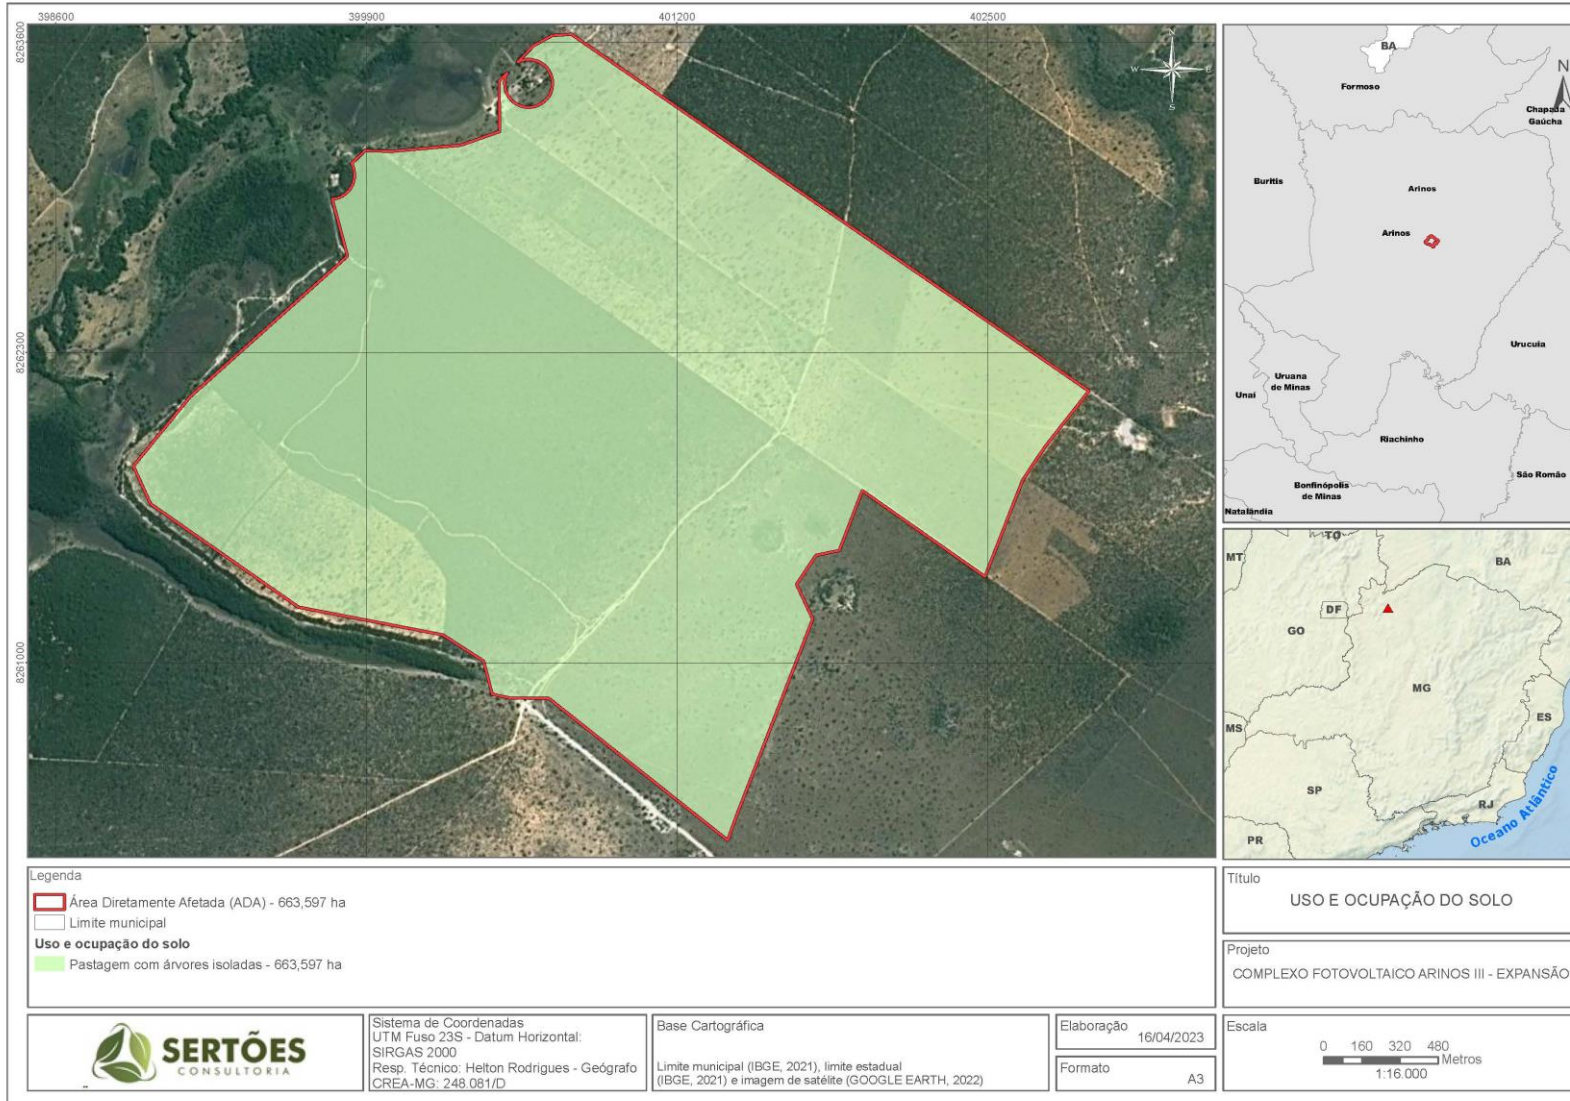 398600
399900
401200
402500
8263600
8262300
8261000
N
W
E
S
BA
Formoso
N
Chapada
Gaúcha
Buritis
Arinos
Arinos
Urucuia
Uruana
de Minas
Unaí
Riachinho
São Romão
Bonfinópolis
de Minas
Natalândia
TO
MT
BA
DF
GO
MG
ES
MS
SP
RJ
PR
Oceano Atlântico
Legenda
Área Diretamente Afetada (ADA) - 663,597 ha
Limite municipal
Uso e ocupação do solo
Pastagem com árvores isoladas - 663,597 ha
Título
USO E OCUPAÇÃO DO SOLO
Projeto
COMPLEXO FOTOVOLTAICO ARINOS III - EXPANSÃO
SERTÕES
CONSULTORIA
Sistema de Coordenadas
UTM Fuso 23S - Datum Horizontal:
SIRGAS 2000
Resp. Técnico: Helton Rodrigues - Geógrafo
CREA-MG: 248.081/D
Base Cartográfica
Limite municipal (IBGE, 2021), limite estadual
(IBGE, 2021) e imagem de satélite (GOOGLE EARTH, 2022)
Elaboração
16/04/2023
Formato
A3
Escala
0 160 320 480
Metros
1:16.000